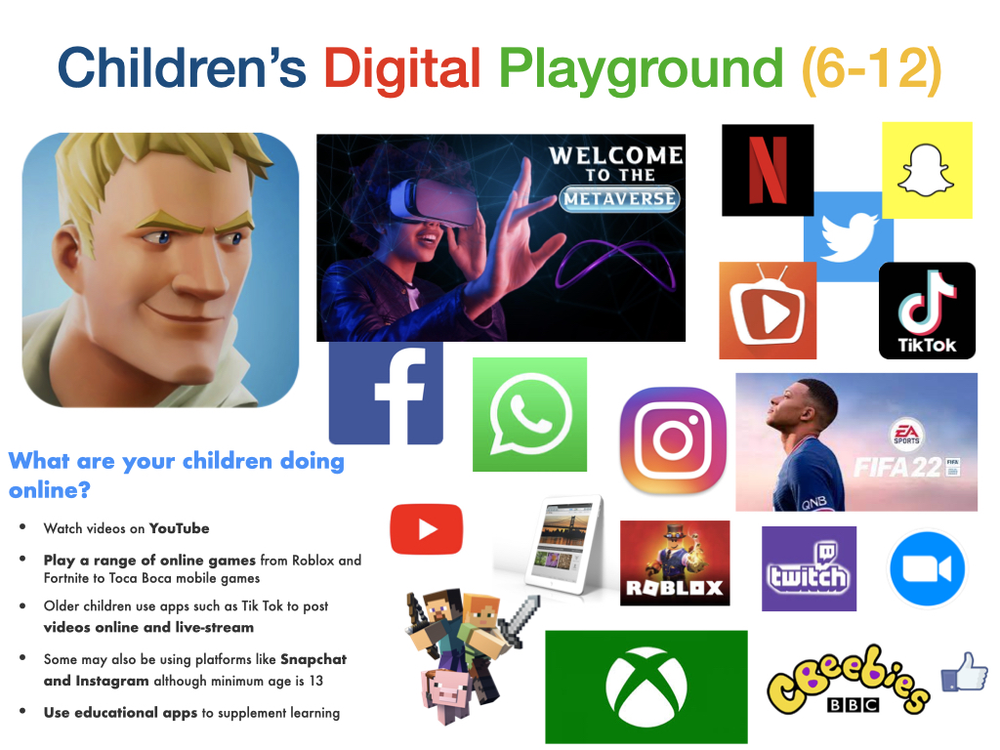 Children’s Digital Playground (6-12)
WELCOME
TO THE
METAVERSE
TikTok
EA
SPORTS
FIFA 22
FIFA
QNB
What are your children doing
online?
• Watch videos on YouTube
• Play a range of online games from Roblox and
Fortnite to Toca Boca mobile games
• Older children use apps such as Tik Tok to post
videos online and live-stream
• Some may also be using platforms like Snapchat
and Instagram although minimum age is 13
• Use educational apps to supplement learning
ROBLOX
twitch
CBeebies
BBC